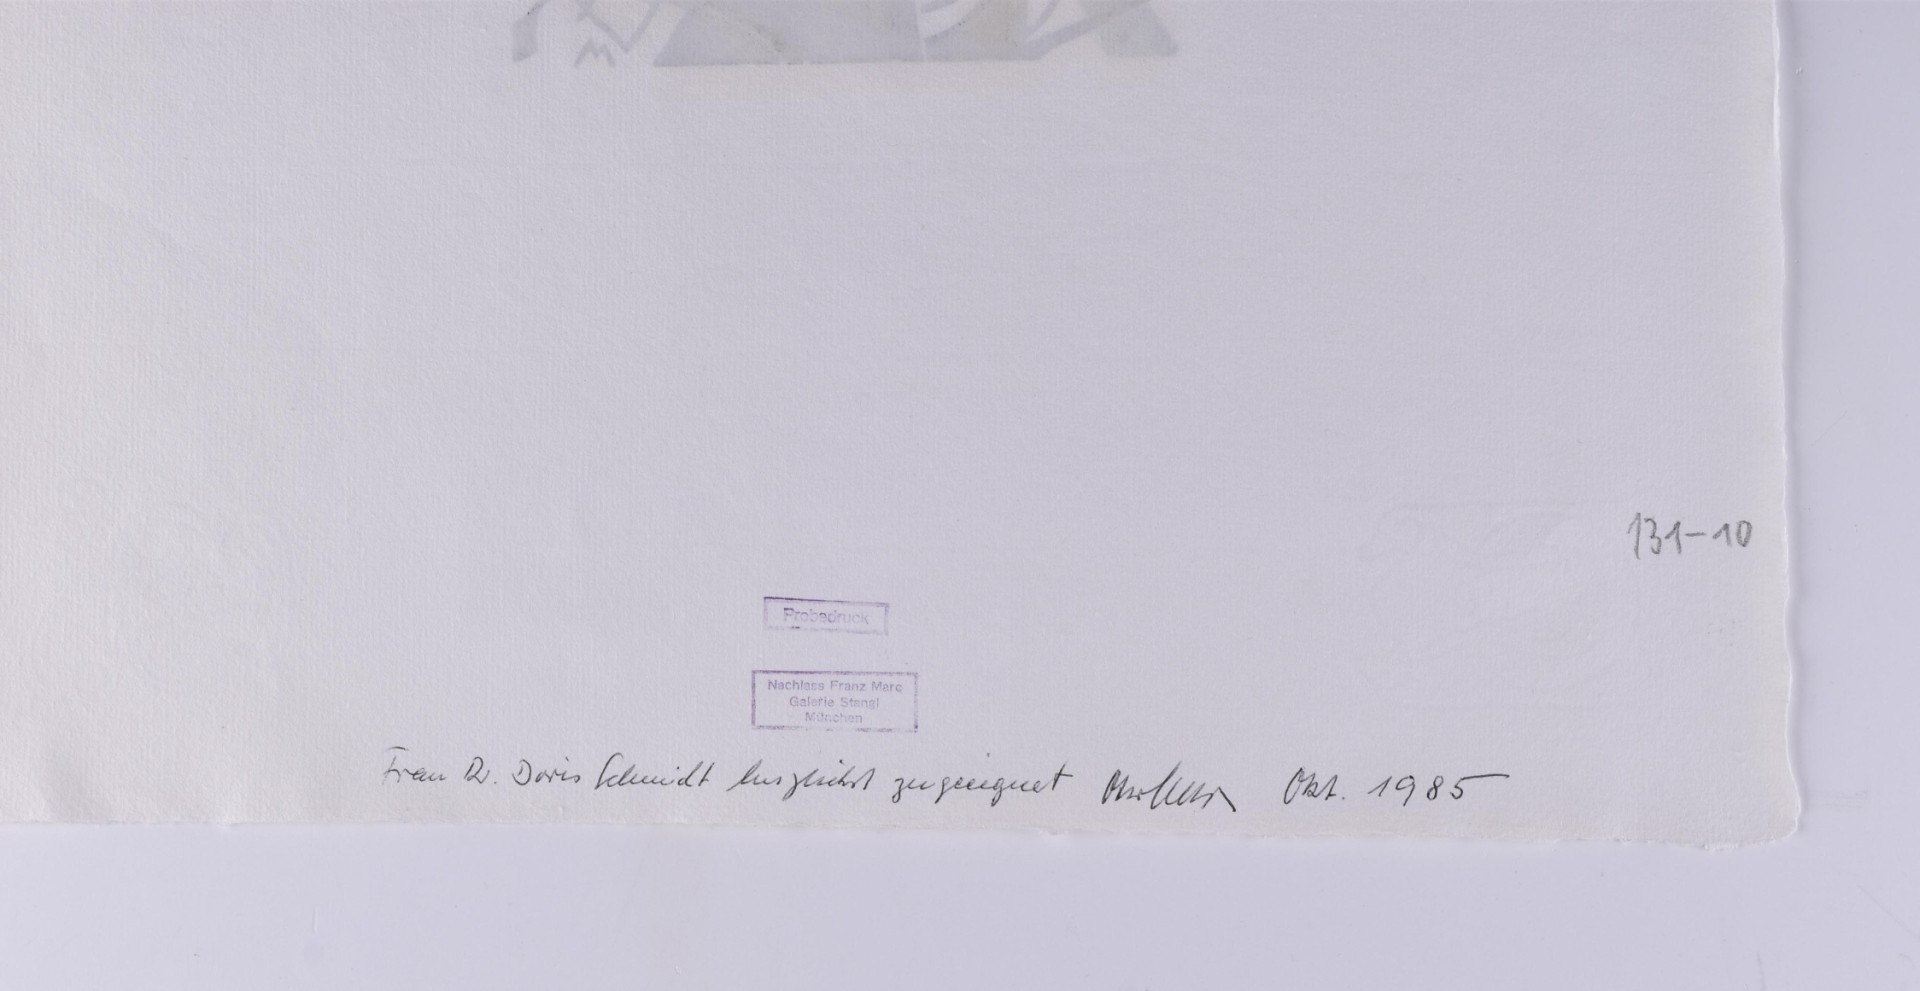 131-10
Probedruck
Nachlass Franz Marc
Galerie Stangl
München
Frau Dr. Doris Schmidt herzlichst zugeeignet Okt. 1985